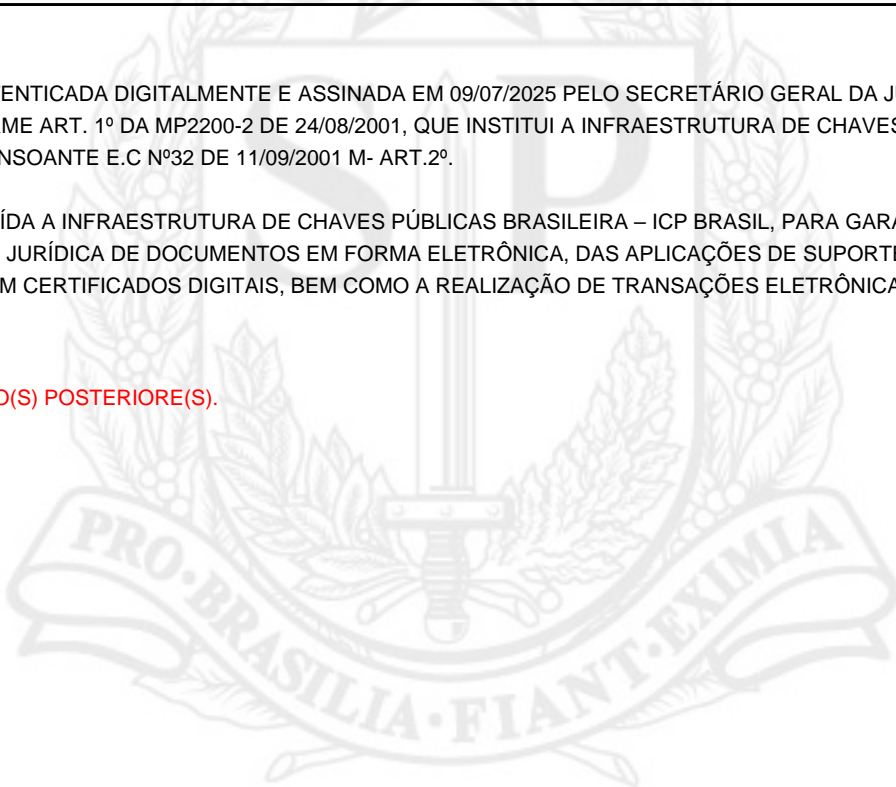 ENTICADA DIGITALMENTE E ASSINADA EM 09/07/2025 PELO SECRETÁRIO GERAL DA J
ME ART. 1º DA MP2200-2 DE 24/08/2001, QUE INSTITUI A INFRAESTRUTURA DE CHAVES
NSOANTE E.C Nº32 DE 11/09/2001 M- ART.2º.
ÍDA A INFRAESTRUTURA DE CHAVES PÚBLICAS BRASILEIRA – ICP BRASIL, PARA GARA
JURÍDICA DE DOCUMENTOS EM FORMA ELETRÔNICA, DAS APLICAÇÕES DE SUPORTE
M CERTIFICADOS DIGITAIS, BEM COMO A REALIZAÇÃO DE TRANSAÇÕES ELETRÔNICA
O(S) POSTERIORE(S).
SP
PRO·BRASILIA·FIANT·EXIMIA